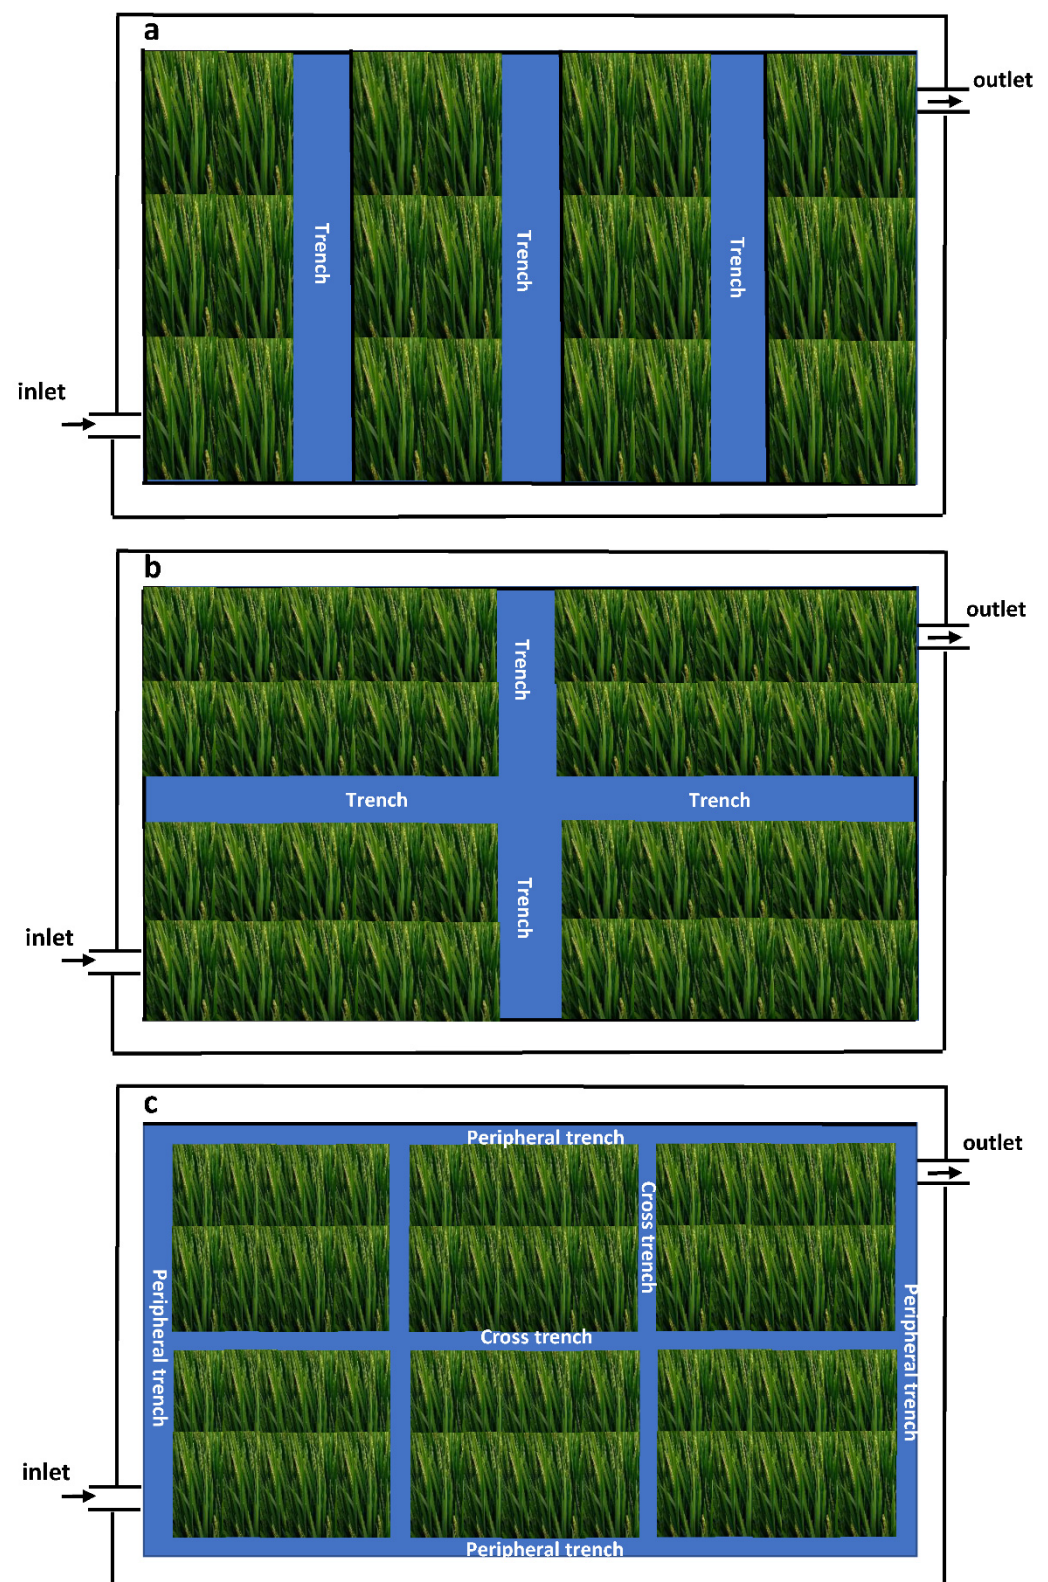 a
outlet
Trench
Trench
Trench
inlet
b
outlet
Trench
Trench
Trench
Trench
inlet
c
Peripheral trench
outlet
Cross trench
Peripheral trench
Peripheral trench
Cross trench
inlet
Peripheral trench